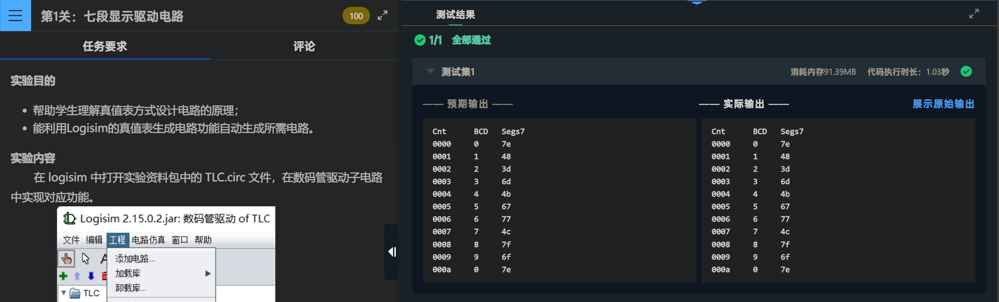 第1关：七段显示驱动电路
100
任务要求
评论
实验目的
帮助学生理解真值表方式设计电路的原理；
能利用Logisim的真值表生成电路功能自动生成所需电路。
实验内容
在 logisim 中打开实验资料包中的 TLC.circ 文件，在数码管驱动子电路
中实现对应功能。
Logisim 2.15.0.2.jar: 数码管驱动 of TLC
文件 编辑 工程 电路仿真 窗口 帮助
添加电路...
加载库
卸载库...
TLC
测试结果
1/1 全部通过
测试集1
消耗内存91.39MB 代码执行时长：1.03秒
—— 预期输出 ——
Cnt BCD Segs7
0000 0 7e
0001 1 48
0002 2 3d
0003 3 6d
0004 4 4b
0005 5 67
0006 6 77
0007 7 4c
0008 8 7f
0009 9 6f
000a 0 7e
—— 实际输出 ——
展示原始输出
Cnt BCD Segs7
0000 0 7e
0001 1 48
0002 2 3d
0003 3 6d
0004 4 4b
0005 5 67
0006 6 77
0007 7 4c
0008 8 7f
0009 9 6f
000a 0 7e